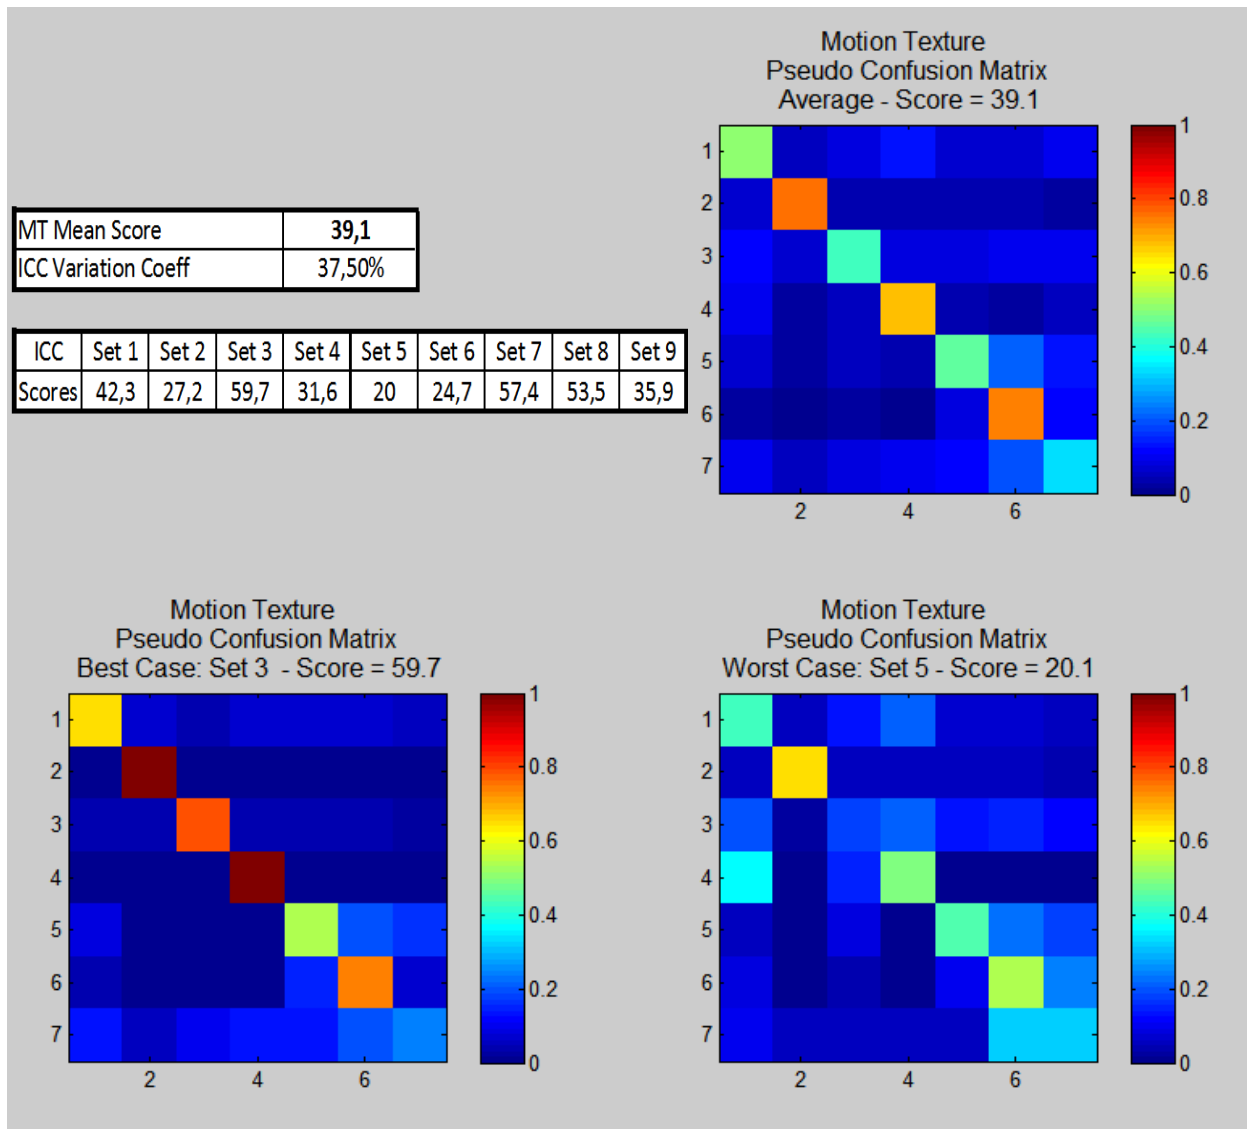 Motion Texture
Pseudo Confusion Matrix
Average - Score = 39.1
MT Mean Score 39,1
ICC Variation Coeff 37,50%
ICC Set 1 Set 2 Set 3 Set 4 Set 5 Set 6 Set 7 Set 8 Set 9
Scores 42,3 27,2 59,7 31,6 20 24,7 57,4 53,5 35,9
1
2
3
4
5
6
7
2 4 6
1
0.8
0.6
0.4
0.2
0
Motion Texture
Pseudo Confusion Matrix
Best Case: Set 3 - Score = 59.7
1
2
3
4
5
6
7
2 4 6
1
0.8
0.6
0.4
0.2
0
Motion Texture
Pseudo Confusion Matrix
Worst Case: Set 5 - Score = 20.1
1
2
3
4
5
6
7
2 4 6
1
0.8
0.6
0.4
0.2
0